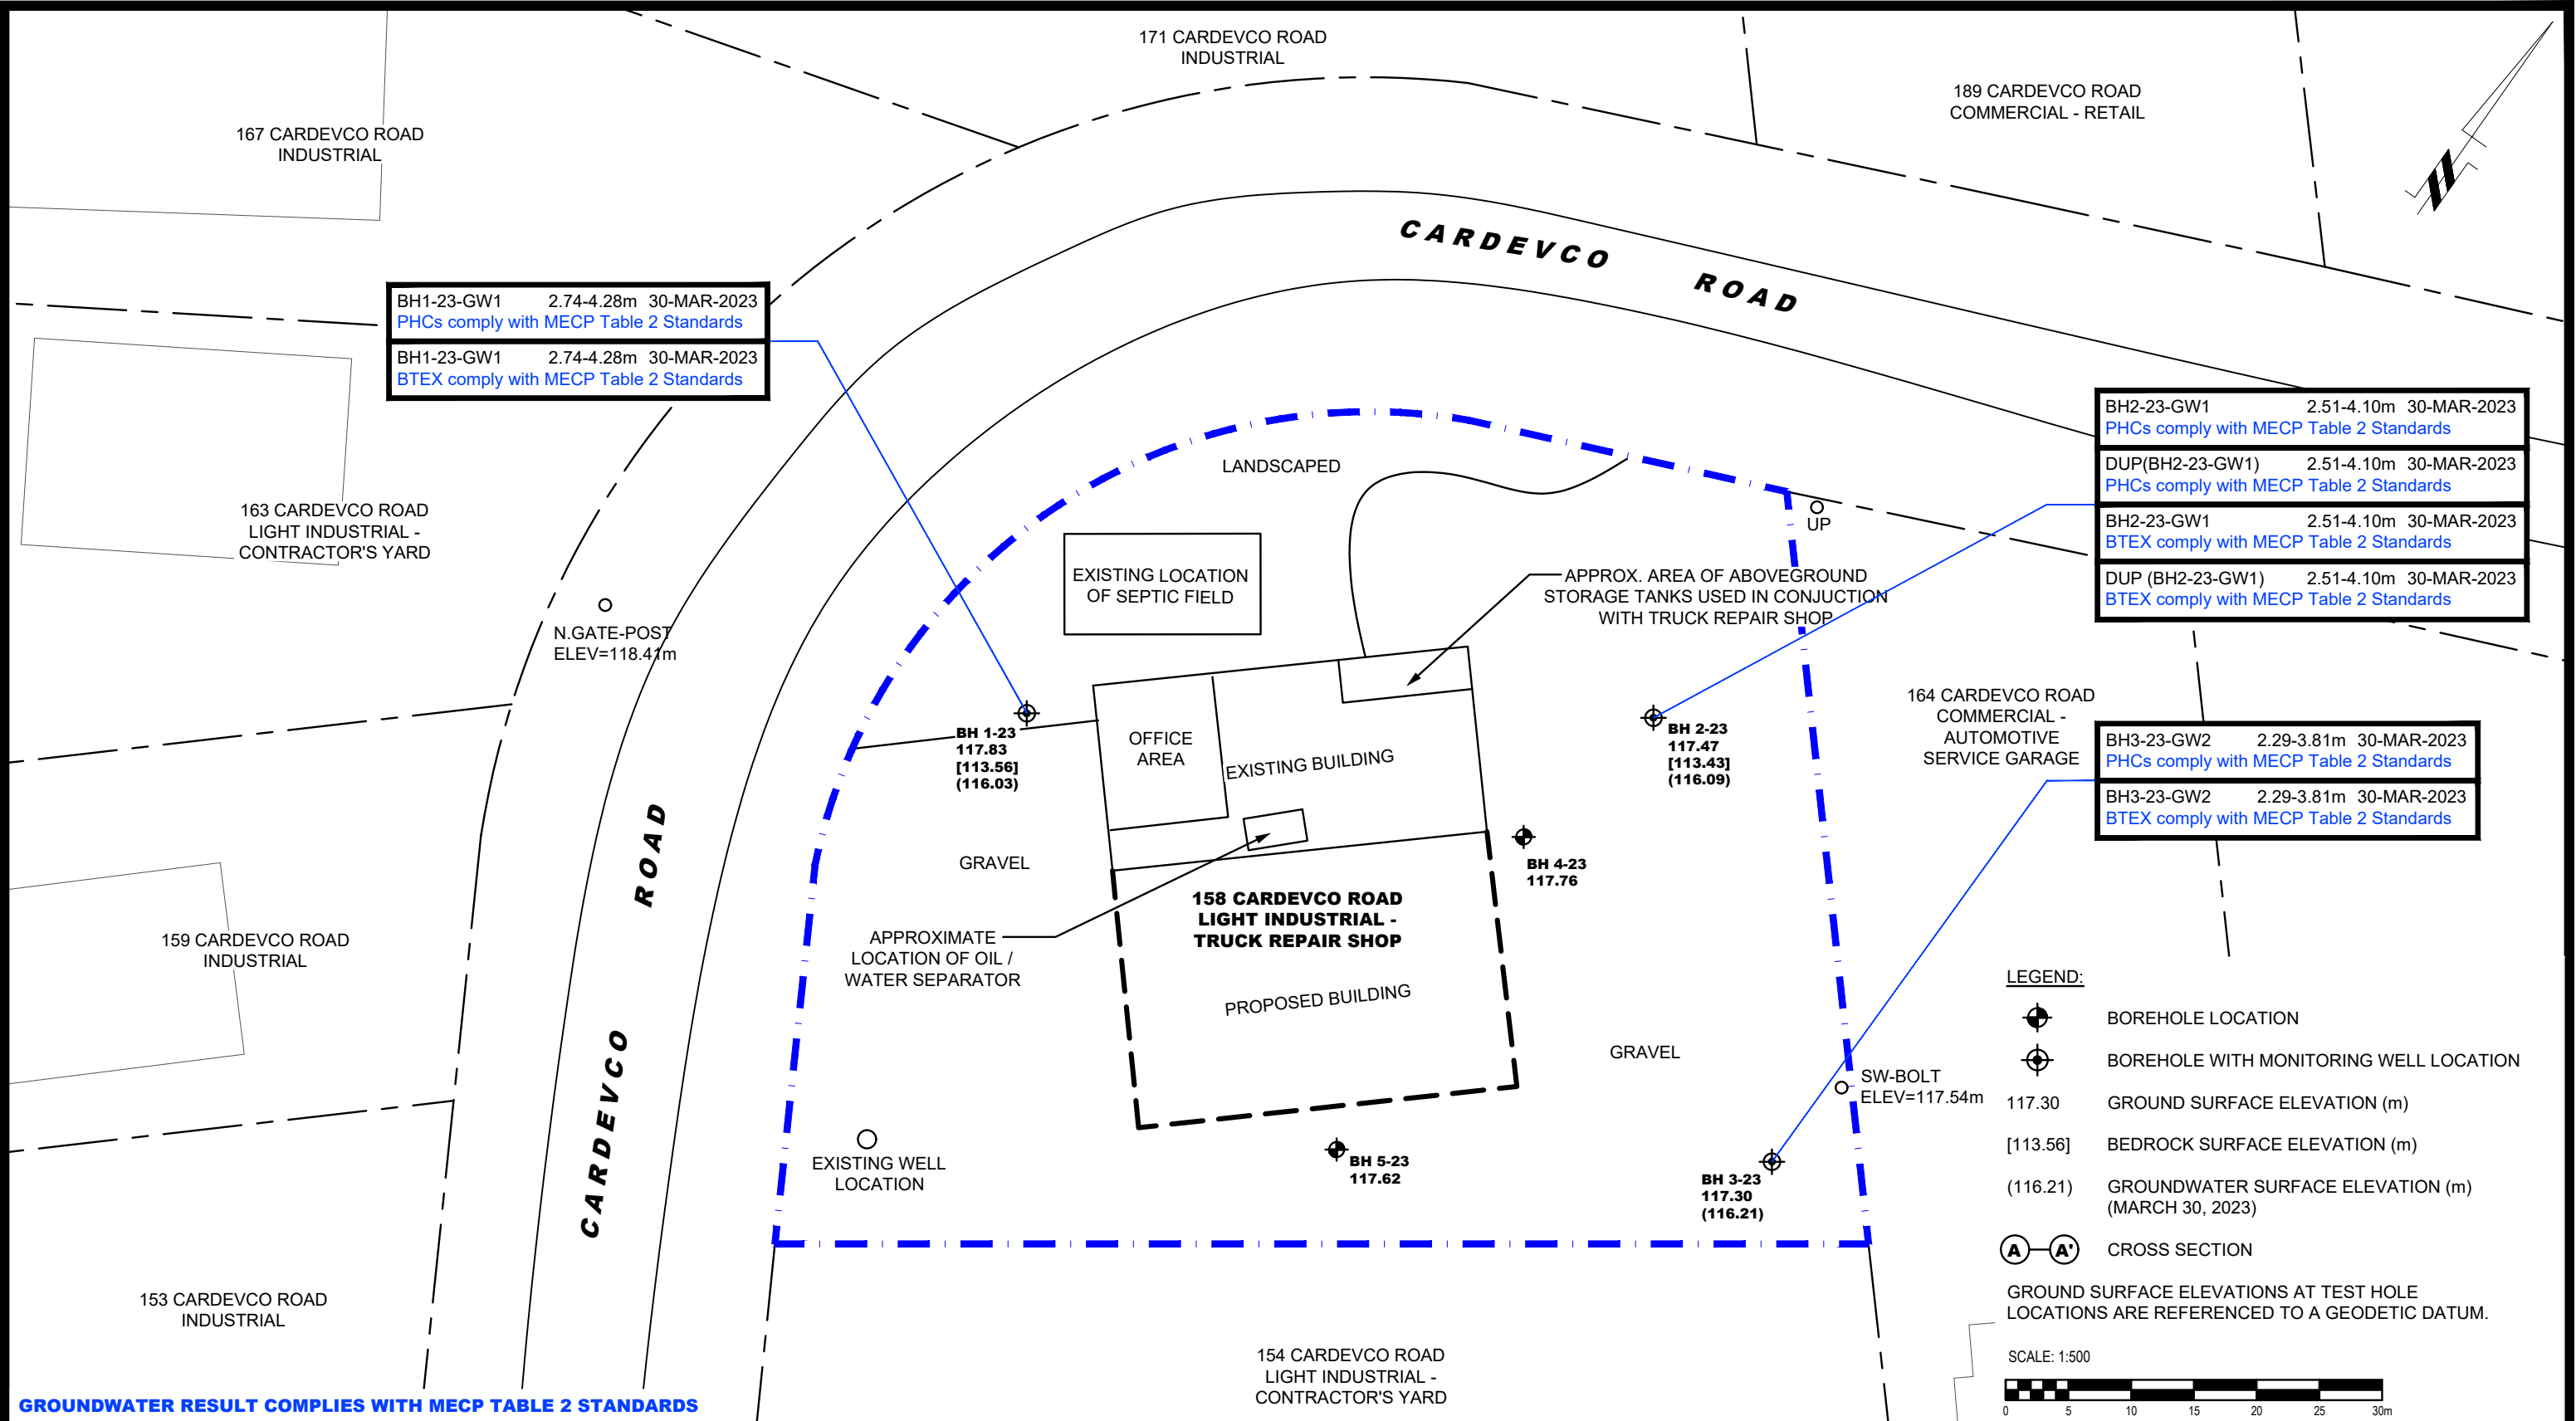 171 CARDEVCO ROAD
INDUSTRIAL
189 CARDEVCO ROAD
COMMERCIAL - RETAIL
167 CARDEVCO ROAD
INDUSTRIAL
CARDEVCO ROAD
BH1-23-GW1 2.74-4.28m 30-MAR-2023
PHCs comply with MECP Table 2 Standards
BH1-23-GW1 2.74-4.28m 30-MAR-2023
BTEX comply with MECP Table 2 Standards
BH2-23-GW1 2.51-4.10m 30-MAR-2023
PHCs comply with MECP Table 2 Standards
DUP(BH2-23-GW1) 2.51-4.10m 30-MAR-2023
PHCs comply with MECP Table 2 Standards
BH2-23-GW1 2.51-4.10m 30-MAR-2023
BTEX comply with MECP Table 2 Standards
DUP (BH2-23-GW1) 2.51-4.10m 30-MAR-2023
BTEX comply with MECP Table 2 Standards
LANDSCAPED
163 CARDEVCO ROAD
LIGHT INDUSTRIAL -
CONTRACTOR'S YARD
UP
EXISTING LOCATION
OF SEPTIC FIELD
APPROX. AREA OF ABOVEGROUND
STORAGE TANKS USED IN CONJUCTION
WITH TRUCK REPAIR SHOP
N.GATE-POST
ELEV=118.41m
164 CARDEVCO ROAD
COMMERCIAL -
AUTOMOTIVE
SERVICE GARAGE
BH 1-23
117.83
[113.56]
(116.03)
OFFICE
AREA
EXISTING BUILDING
BH 2-23
117.47
[113.43]
(116.09)
BH3-23-GW2 2.29-3.81m 30-MAR-2023
PHCs comply with MECP Table 2 Standards
BH3-23-GW2 2.29-3.81m 30-MAR-2023
BTEX comply with MECP Table 2 Standards
GRAVEL
BH 4-23
117.76
158 CARDEVCO ROAD
LIGHT INDUSTRIAL -
TRUCK REPAIR SHOP
APPROXIMATE
LOCATION OF OIL /
WATER SEPARATOR
159 CARDEVCO ROAD
INDUSTRIAL
PROPOSED BUILDING
CARDEVCO ROAD
GRAVEL
SW-BOLT
ELEV=117.54m
EXISTING WELL
LOCATION
BH 5-23
117.62
BH 3-23
117.30
(116.21)
LEGEND:
BOREHOLE LOCATION
BOREHOLE WITH MONITORING WELL LOCATION
117.30 GROUND SURFACE ELEVATION (m)
[113.56] BEDROCK SURFACE ELEVATION (m)
(116.21) GROUNDWATER SURFACE ELEVATION (m)
(MARCH 30, 2023)
A A' CROSS SECTION
GROUND SURFACE ELEVATIONS AT TEST HOLE
LOCATIONS ARE REFERENCED TO A GEODETIC DATUM.
153 CARDEVCO ROAD
INDUSTRIAL
154 CARDEVCO ROAD
LIGHT INDUSTRIAL -
CONTRACTOR'S YARD
SCALE: 1:500
0 5 10 15 20 25 30m
GROUNDWATER RESULT COMPLIES WITH MECP TABLE 2 STANDARDS